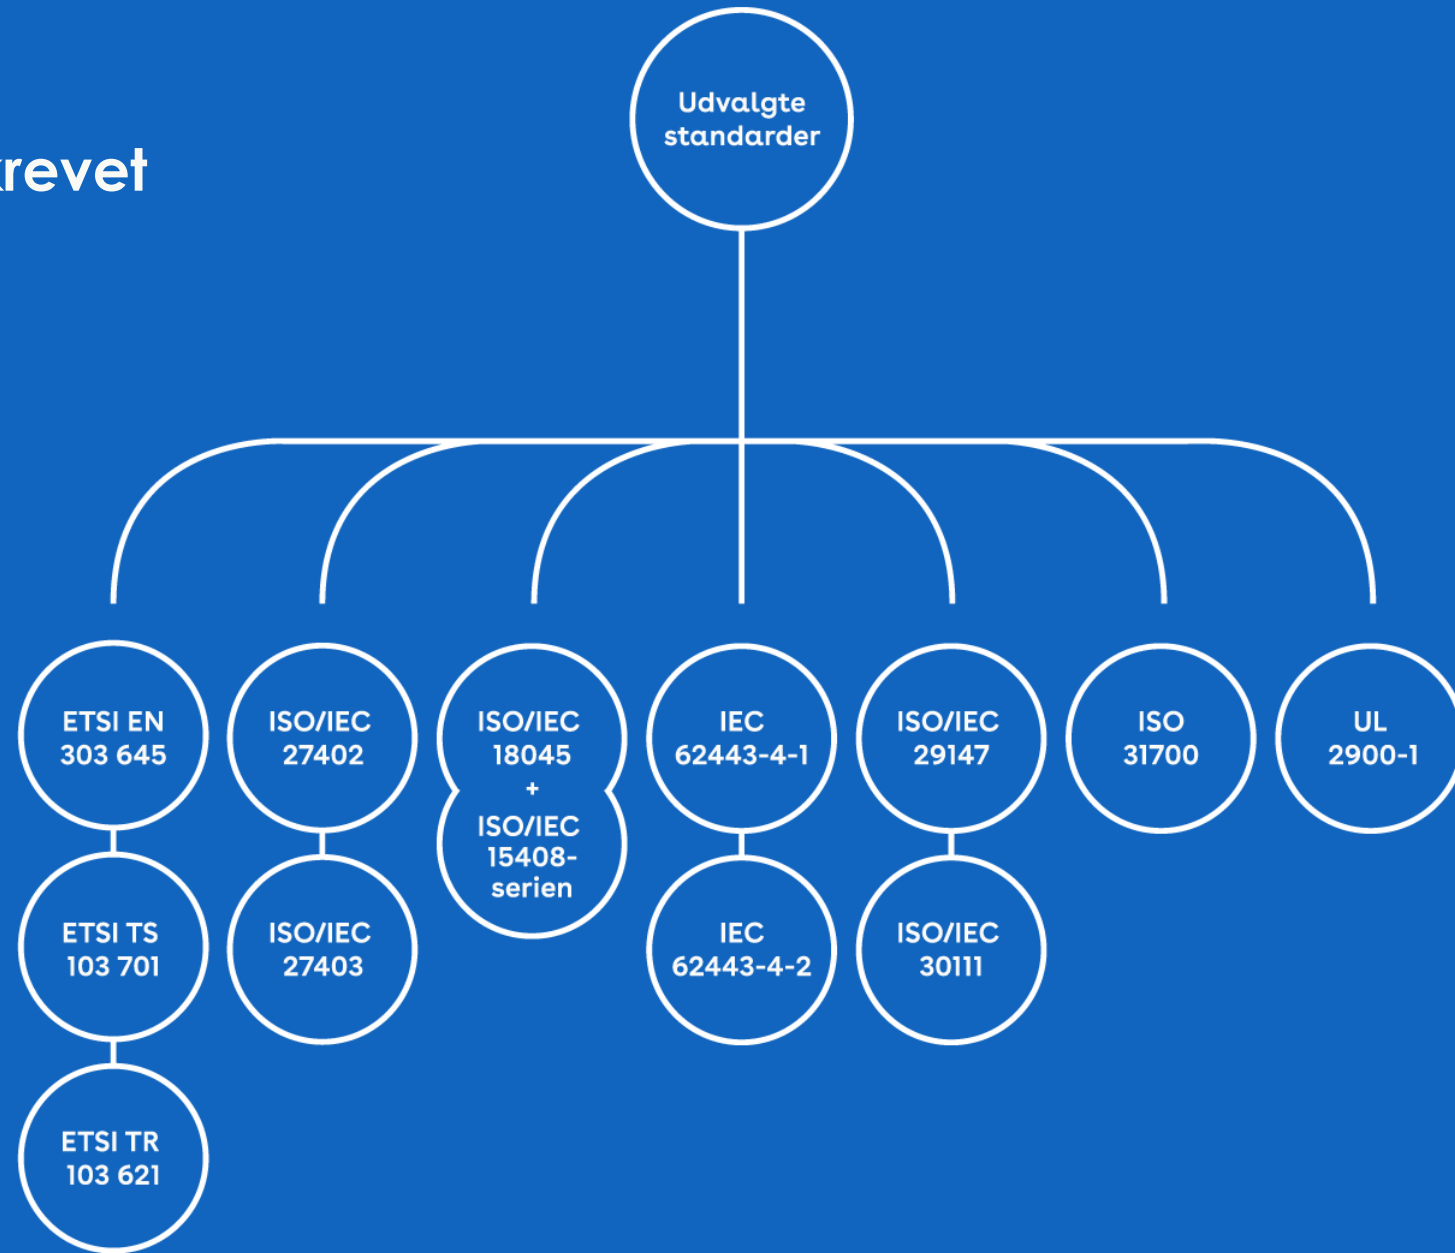 Udvalgte
standarder
krevet
ETSI EN
303 645
ETSI TS
103 701
ETSI TR
103 621
ISO/IEC
27402
ISO/IEC
27403
ISO/IEC
18045
+
ISO/IEC
15408-
serien
IEC
62443-4-1
IEC
62443-4-2
ISO/IEC
29147
ISO/IEC
30111
ISO
31700
UL
2900-1